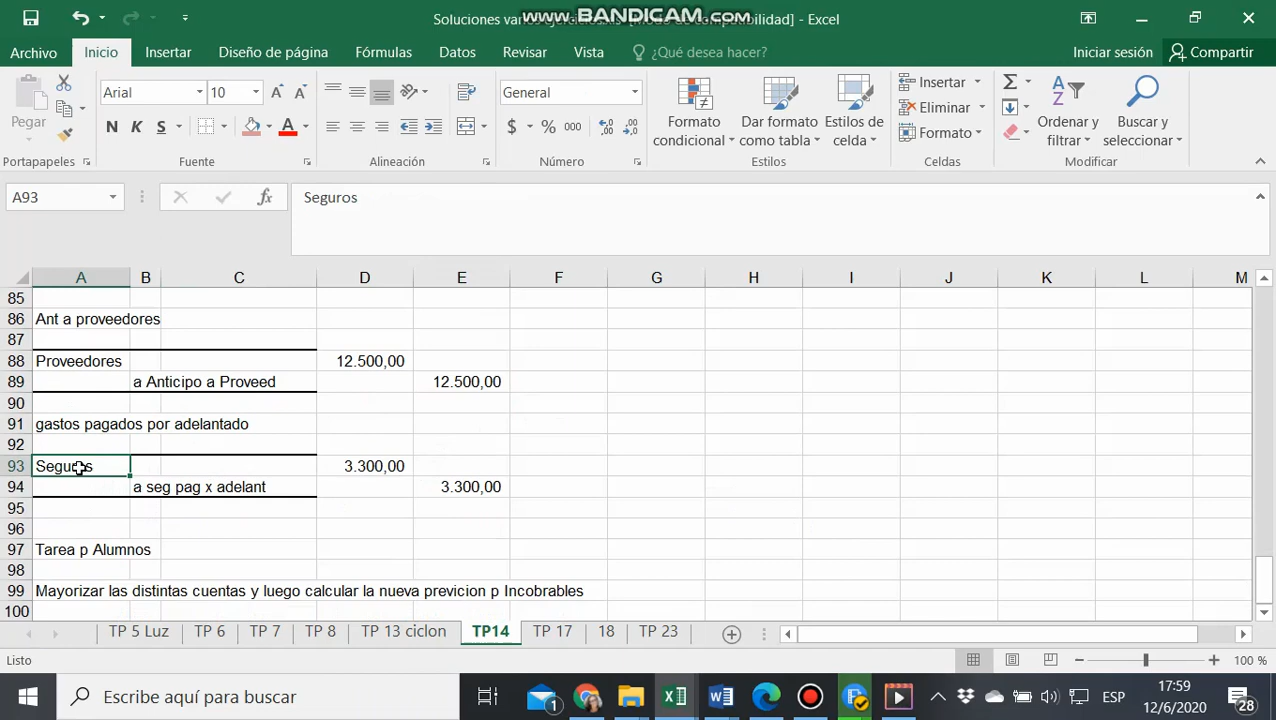 Soluciones varios ejercicios.xls [Modo de compatibilidad] - Excel
www.BANDICAM.com
Archivo Inicio Insertar Diseño de página Fórmulas Datos Revisar Vista ¿Qué desea hacer? Iniciar sesión Compartir
Pegar
Arial 10
N K S
General
$ % 000
Formato condicional
Dar formato como tabla
Estilos de celda
Insertar
Eliminar
Formato
Ordenar y filtrar
Buscar y seleccionar
Portapapeles Fuente Alineación Número Estilos Celdas Modificar
A93 fx Seguros
A B C D E F G H I J K L M
85
86 Ant a proveedores
87
88 Proveedores 12.500,00
89 a Anticipo a Proveed 12.500,00
90
91 gastos pagados por adelantado
92
93 Seguros 3.300,00
94 a seg pag x adelant 3.300,00
95
96
97 Tarea p Alumnos
98
99 Mayorizar las distintas cuentas y luego calcular la nueva prevision p Incobrables
100
TP 5 Luz TP 6 TP 7 TP 8 TP 13 ciclon TP14 TP 17 18 TP 23
Listo 100 %
Escribe aquí para buscar
1
ESP
17:59
12/6/2020
28